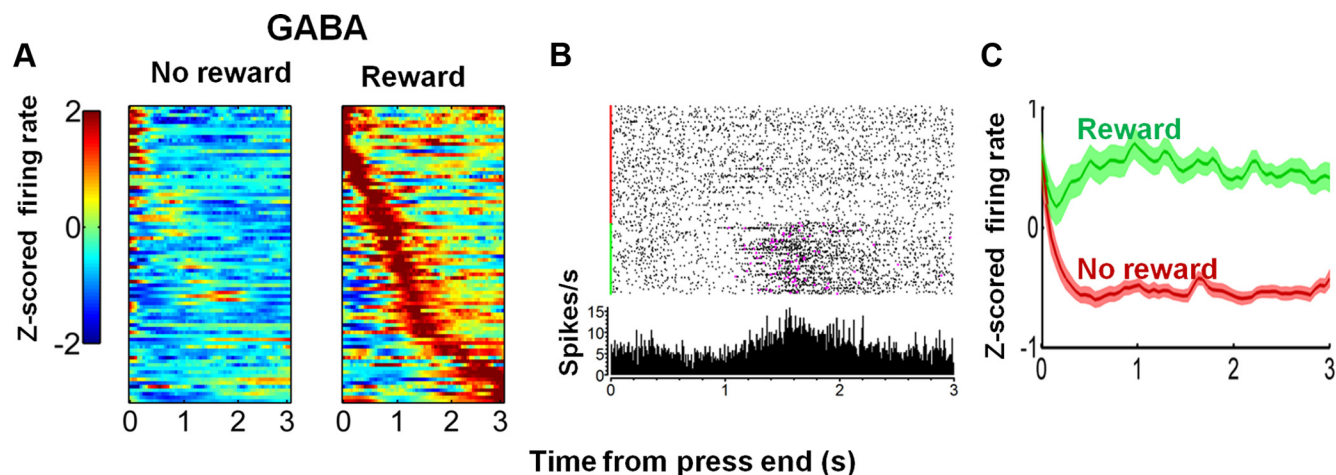 GABA
A
No reward
Reward
Z-scored firing rate
2
0
-2
0 1 2 3
0 1 2 3
B
Spikes/s
15
10
5
0
0 1 2 3
C
Z-scored firing rate
1
0
-1
Reward
No reward
0 1 2 3
Time from press end (s)